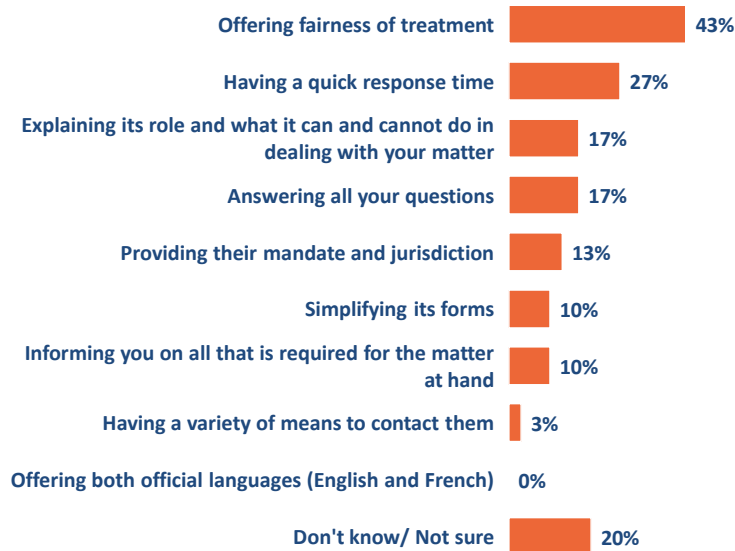 Offering fairness of treatment 43%
Having a quick response time 27%
Explaining its role and what it can and cannot do in
dealing with your matter 17%
Answering all your questions 17%
Providing their mandate and jurisdiction 13%
Simplifying its forms 10%
Informing you on all that is required for the matter
at hand 10%
Having a variety of means to contact them 3%
Offering both official languages (English and French) 0%
Don't know/ Not sure 20%